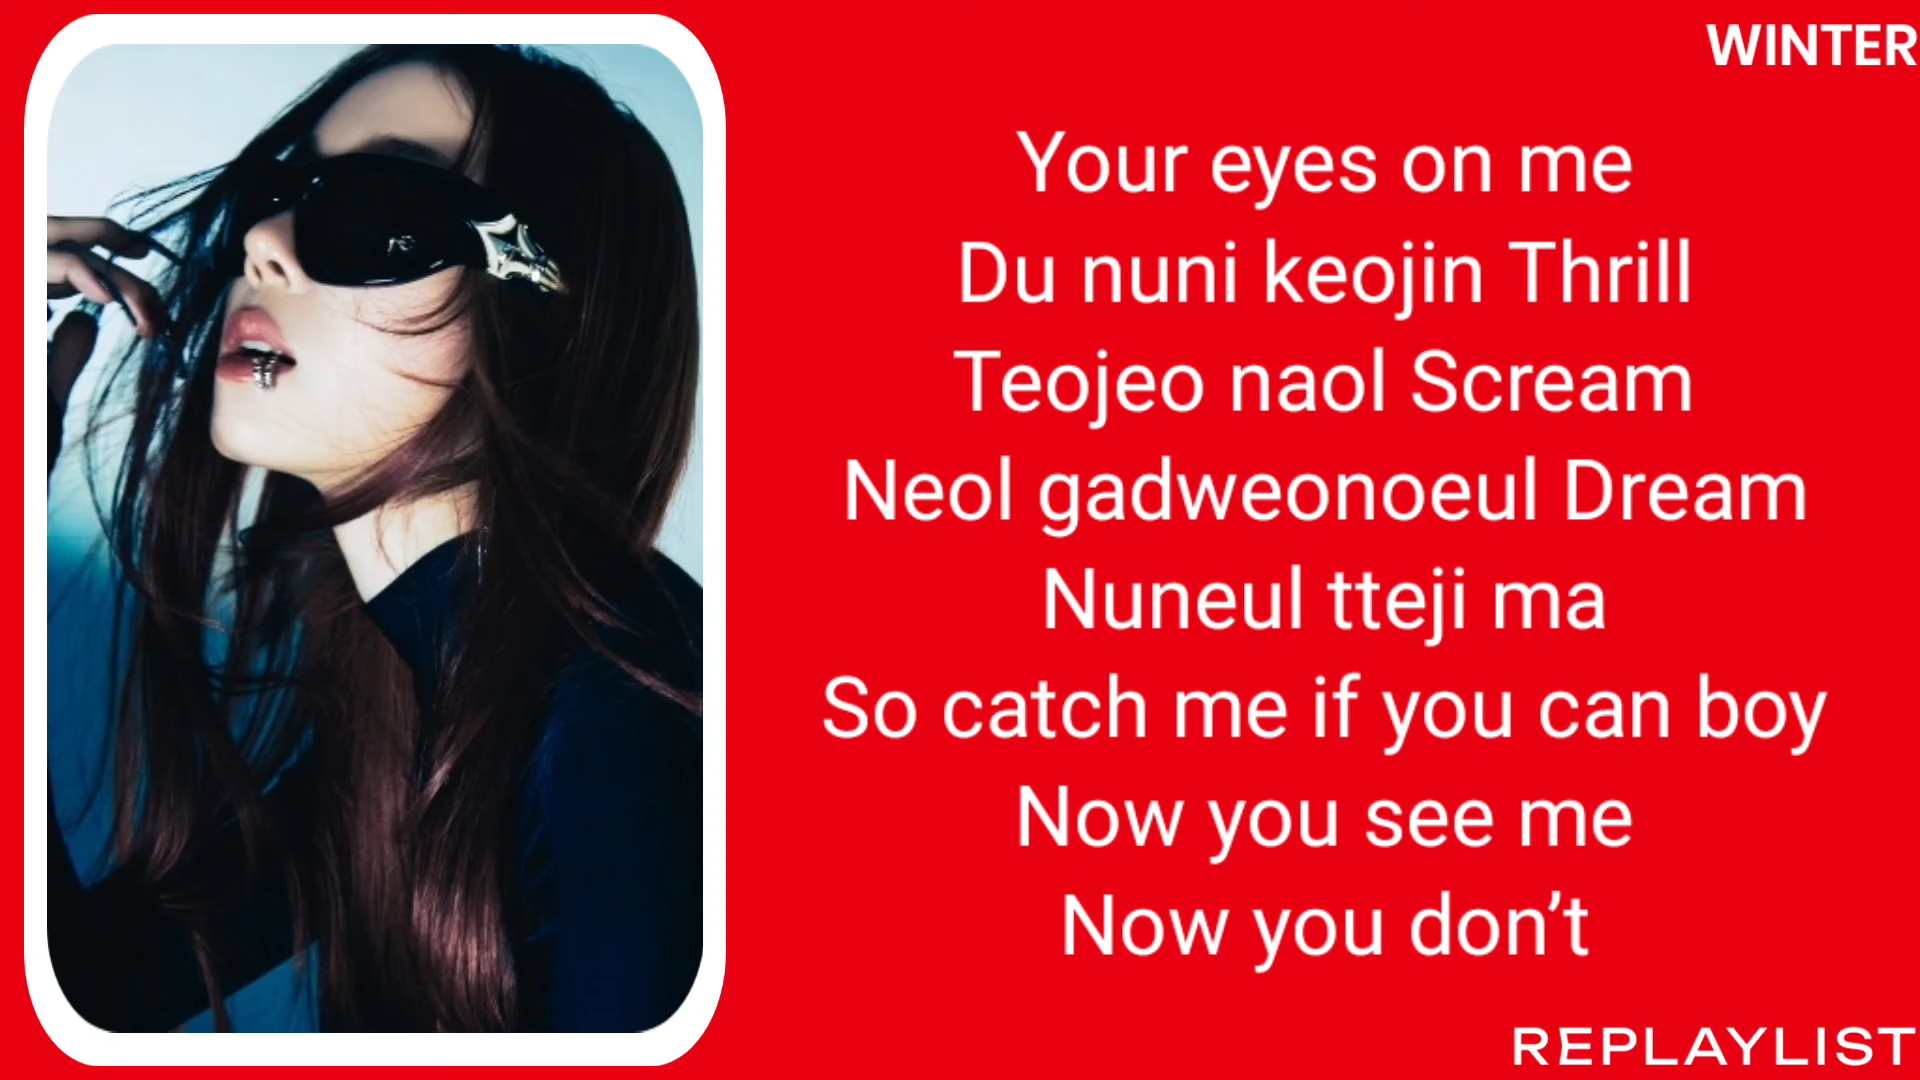 WINTER
Your eyes on me
Du nuni keojin Thrill
Teojeo naol Scream
Neol gadweonoeul Dream
Nuneul tteji ma
So catch me if you can boy
Now you see me
Now you don’t
REPLAYLIST